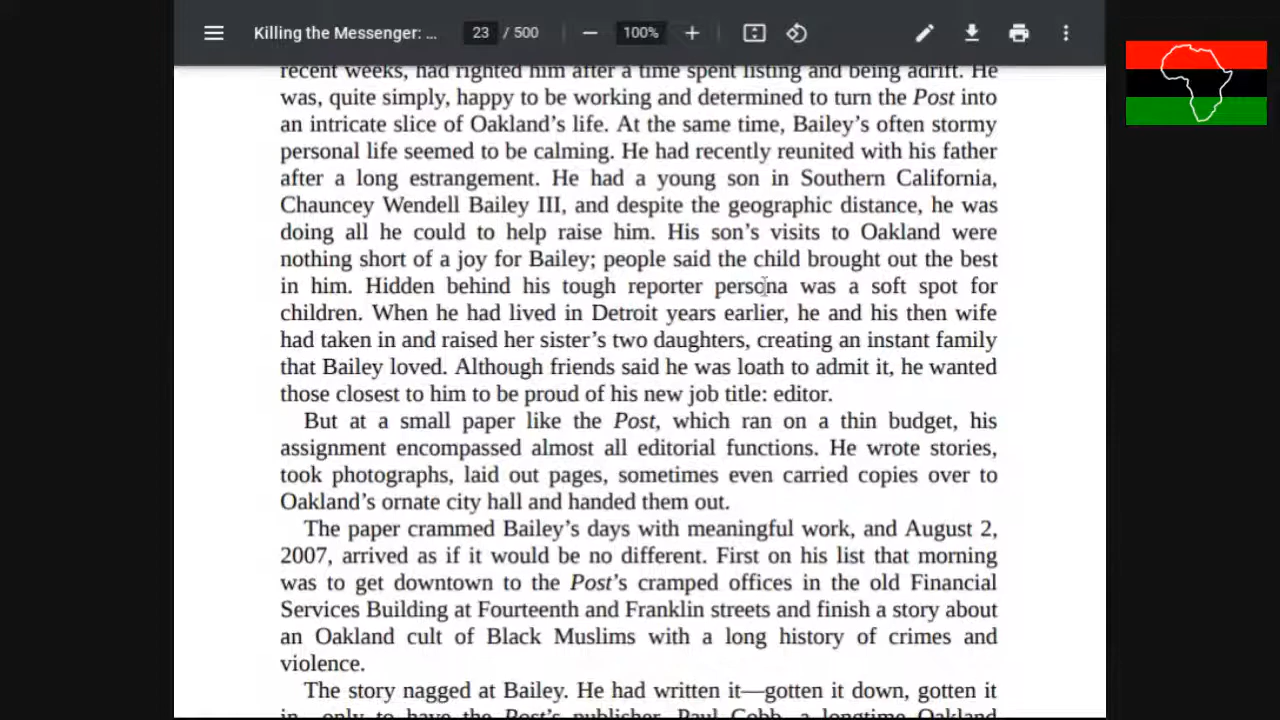 Killing the Messenger: ...
23 / 500
100%
recent weeks, had righted him after a time spent listing and being adrift. He
was, quite simply, happy to be working and determined to turn the Post into
an intricate slice of Oakland’s life. At the same time, Bailey’s often stormy
personal life seemed to be calming. He had recently reunited with his father
after a long estrangement. He had a young son in Southern California,
Chauncey Wendell Bailey III, and despite the geographic distance, he was
doing all he could to help raise him. His son’s visits to Oakland were
nothing short of a joy for Bailey; people said the child brought out the best
in him. Hidden behind his tough reporter persona was a soft spot for
children. When he had lived in Detroit years earlier, he and his then wife
had taken in and raised her sister’s two daughters, creating an instant family
that Bailey loved. Although friends said he was loath to admit it, he wanted
those closest to him to be proud of his new job title: editor.
But at a small paper like the Post, which ran on a thin budget, his
assignment encompassed almost all editorial functions. He wrote stories,
took photographs, laid out pages, sometimes even carried copies over to
Oakland’s ornate city hall and handed them out.
The paper crammed Bailey’s days with meaningful work, and August 2,
2007, arrived as if it would be no different. First on his list that morning
was to get downtown to the Post’s cramped offices in the old Financial
Services Building at Fourteenth and Franklin streets and finish a story about
an Oakland cult of Black Muslims with a long history of crimes and
violence.
The story nagged at Bailey. He had written it—gotten it down, gotten it
in—only to have the Post’s publisher, Paul Cobb, a longtime Oakland